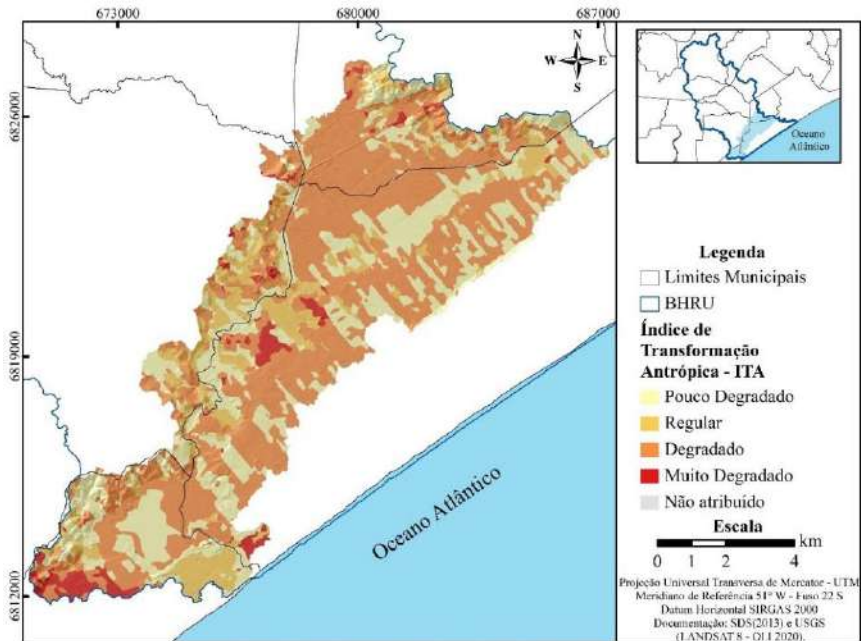 673000
680000
687000
6826000
6819000
6812000
N
W E
S
Oceano Atlântico
Oceano
Atlântico
Legenda
Limites Municipais
BHRU
Índice de
Transformação
Antrópica - ITA
Pouco Degradado
Regular
Degradado
Muito Degradado
Não atribuído
Escala
km
0 1 2 4
Projeção Universal Transversa de Mercator - UTM
Meridiano de Referência 51° W - Fuso 22 S
Datum Horizontal SIRGAS 2000
Documentação: SDS(2013) e USGS
(LANDSAT 8 - OLI 2020).